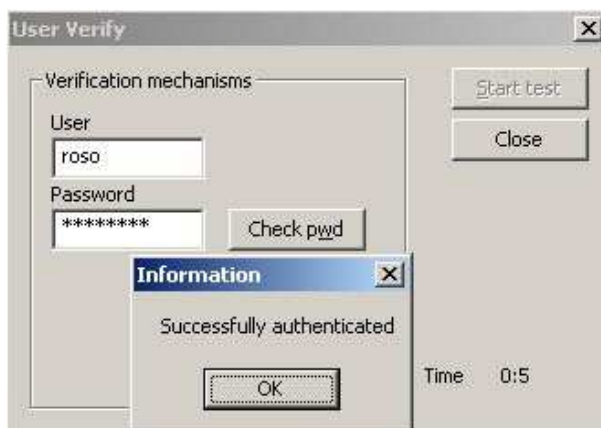 User Verify
Verification mechanisms
Start test
User
Close
roso
Password
********
Check pwd
Information
Successfully authenticated
OK
Time 0:5